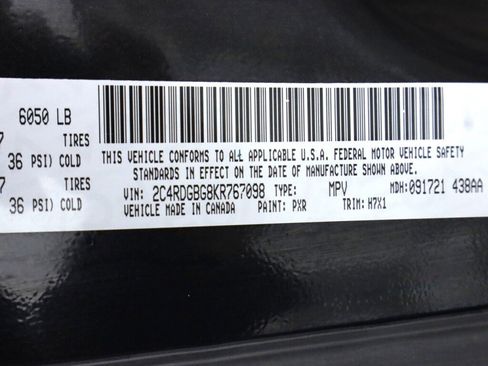 6050 LB
7 TIRES
36 PSI) COLD
7 TIRES
36 PSI) COLD
THIS VEHICLE CONFORMS TO ALL APPLICABLE U.S.A. FEDERAL MOTOR VEHICLE SAFETY
STANDARDS IN EFFECT ON THE DATE OF MANUFACTURE SHOWN ABOVE.
VIN: 2C4RDGBG8KR767098 TYPE: MPV MDH: 091721 438AA
VEHICLE MADE IN CANADA PAINT: PXR TRIM: H7X1